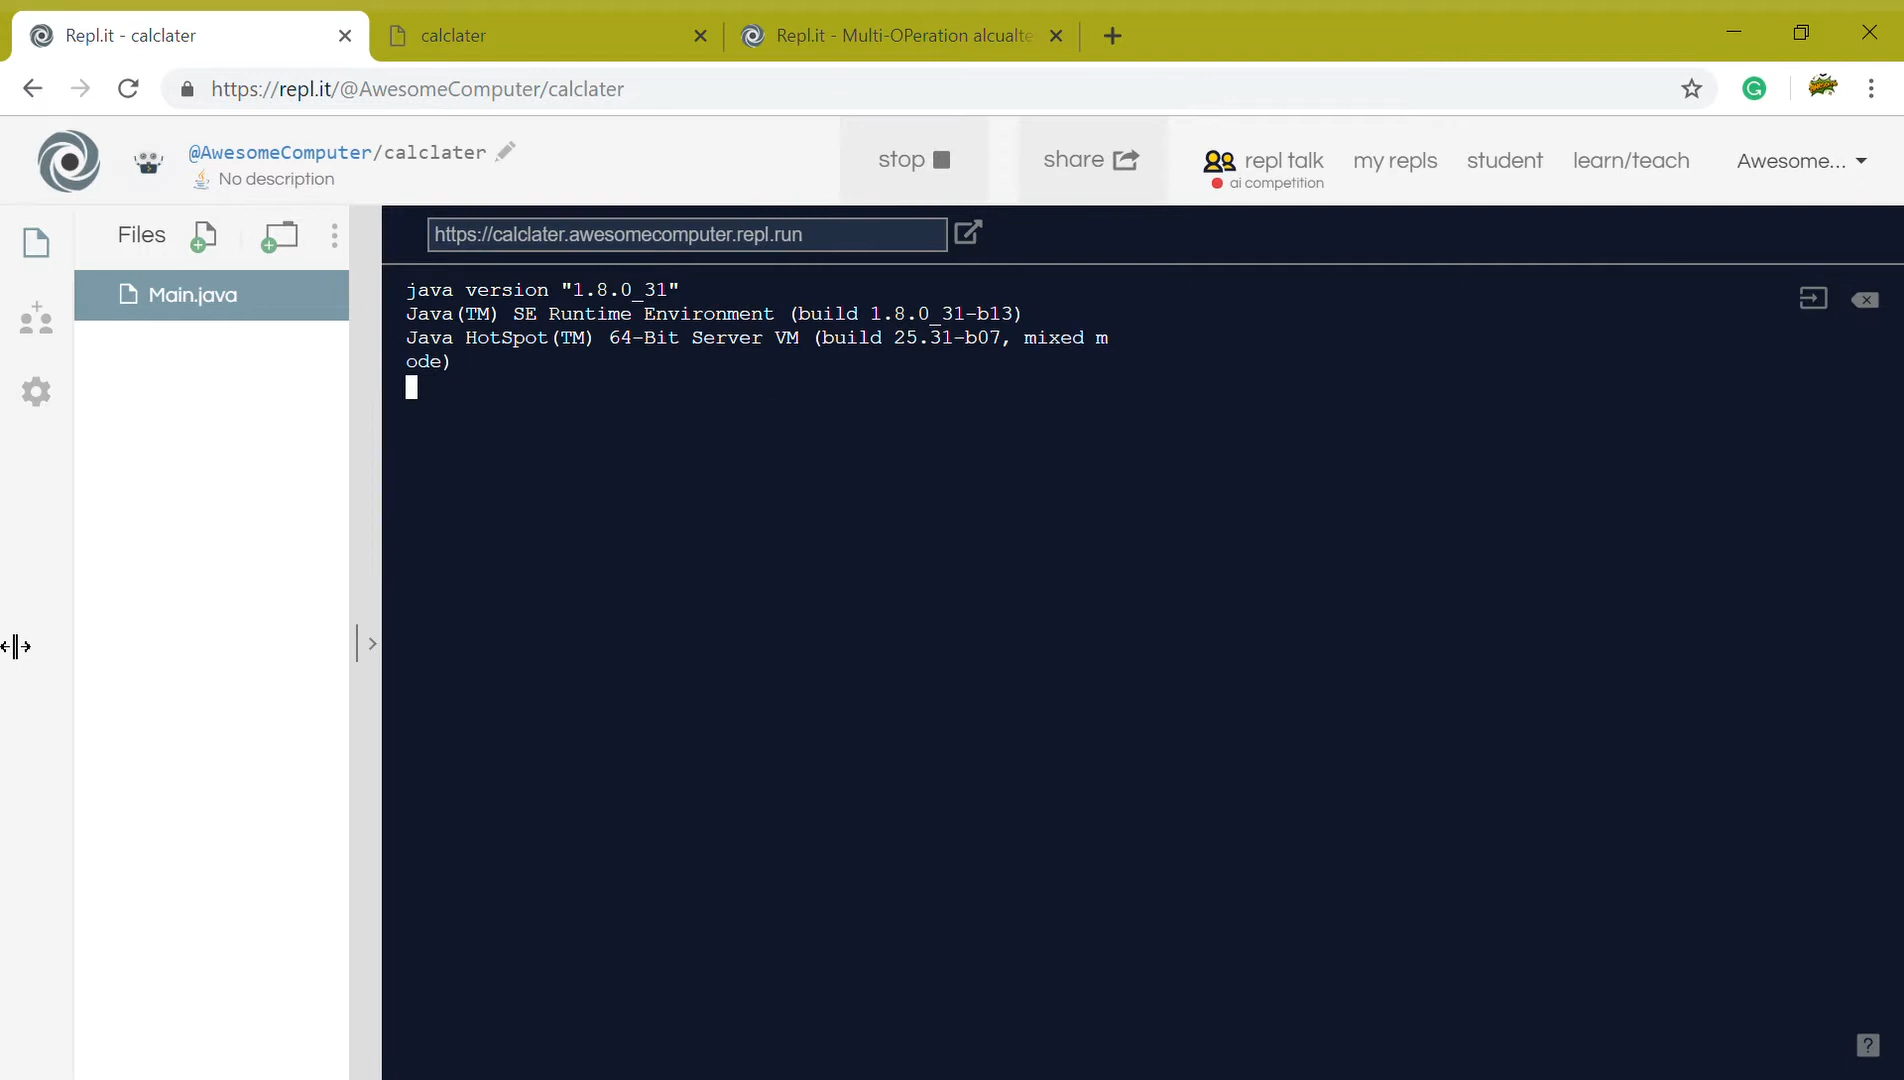 Repl.it - calclater
calclater
Repl.it - Multi-OPeration alcualte
https://repl.it/@AwesomeComputer/calclater
@AwesomeComputer/calclater
No description
stop
share
repl talk
ai competition
my repls
student
learn/teach
Awesome...
Files
Main.java
https://calclater.awesomecomputer.repl.run
java version "1.8.0_31"
Java(TM) SE Runtime Environment (build 1.8.0_31-b13)
Java HotSpot(TM) 64-Bit Server VM (build 25.31-b07, mixed m
ode)
?